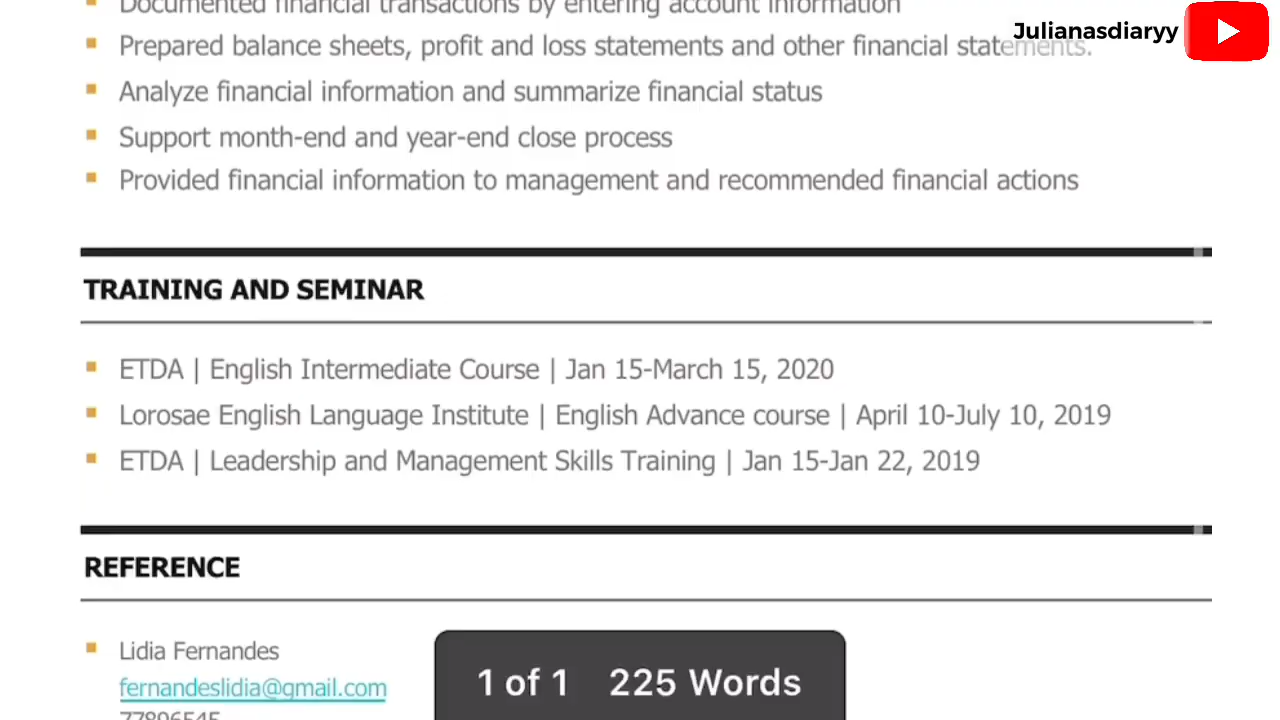 Documented financial transactions by entering account information
Julianasdiaryy
Prepared balance sheets, profit and loss statements and other financial statements.
Analyze financial information and summarize financial status
Support month-end and year-end close process
Provided financial information to management and recommended financial actions
TRAINING AND SEMINAR
ETDA | English Intermediate Course | Jan 15-March 15, 2020
Lorosae English Language Institute | English Advance course | April 10-July 10, 2019
ETDA | Leadership and Management Skills Training | Jan 15-Jan 22, 2019
REFERENCE
Lidia Fernandes
fernandeslidia@gmail.com
1 of 1 225 Words